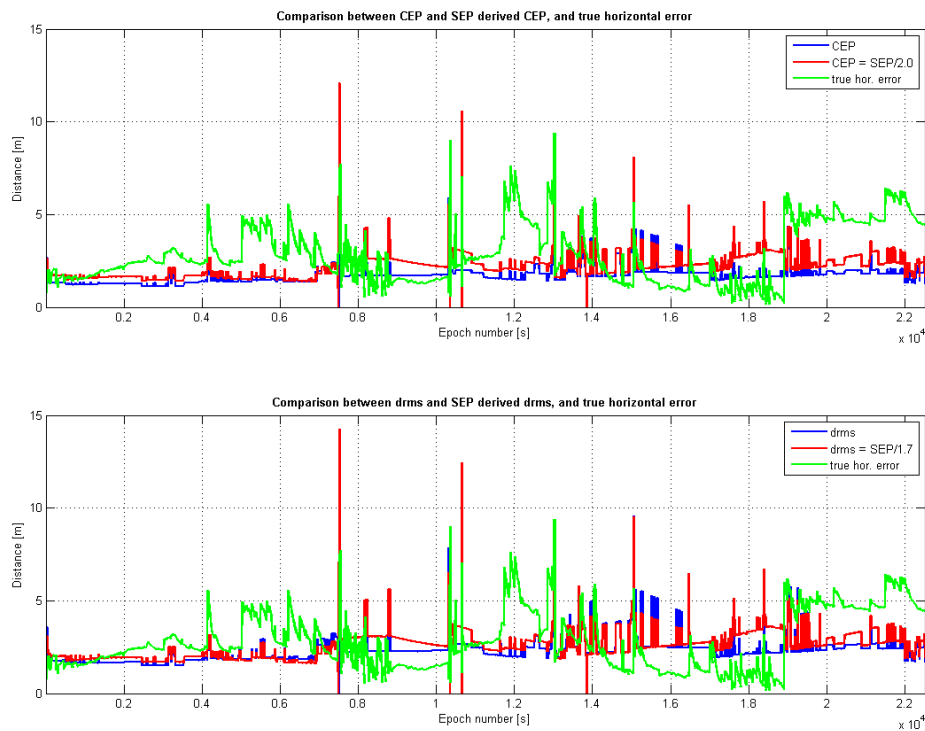 Comparison between CEP and SEP derived CEP, and true horizontal error
15
CEP
CEP = SEP/2.0
true hor. error
10
Distance [m]
5
0
0.2 0.4 0.6 0.8 1 1.2 1.4 1.6 1.8 2 2.2
Epoch number [s]
x 10^4
Comparison between drms and SEP derived drms, and true horizontal error
15
drms
drms = SEP/1.7
true hor. error
10
Distance [m]
5
0
0.2 0.4 0.6 0.8 1 1.2 1.4 1.6 1.8 2 2.2
Epoch number [s]
x 10^4